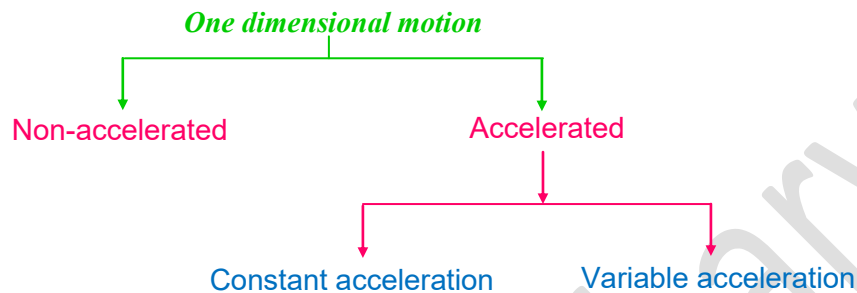 One dimensional motion
Non-accelerated Accelerated
Constant acceleration Variable acceleration